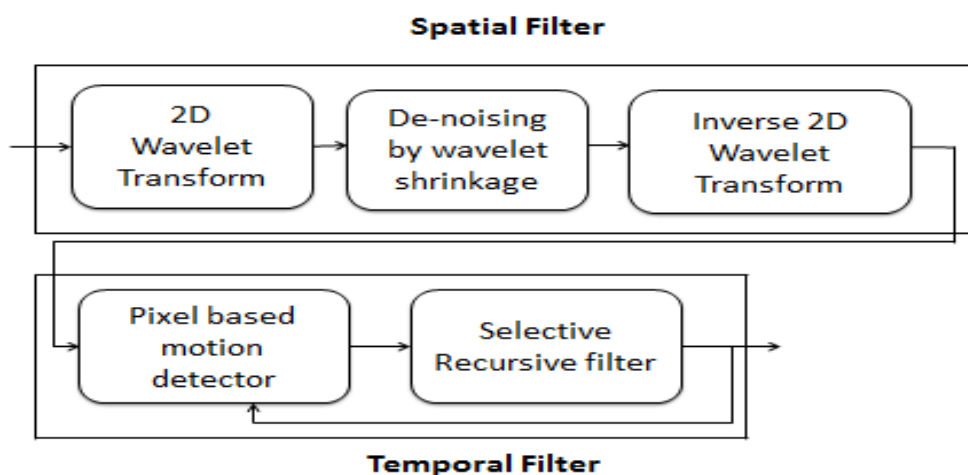 Spatial Filter
2D
Wavelet
Transform
De-noising
by wavelet
shrinkage
Inverse 2D
Wavelet
Transform
Pixel based
motion
detector
Selective
Recursive filter
Temporal Filter